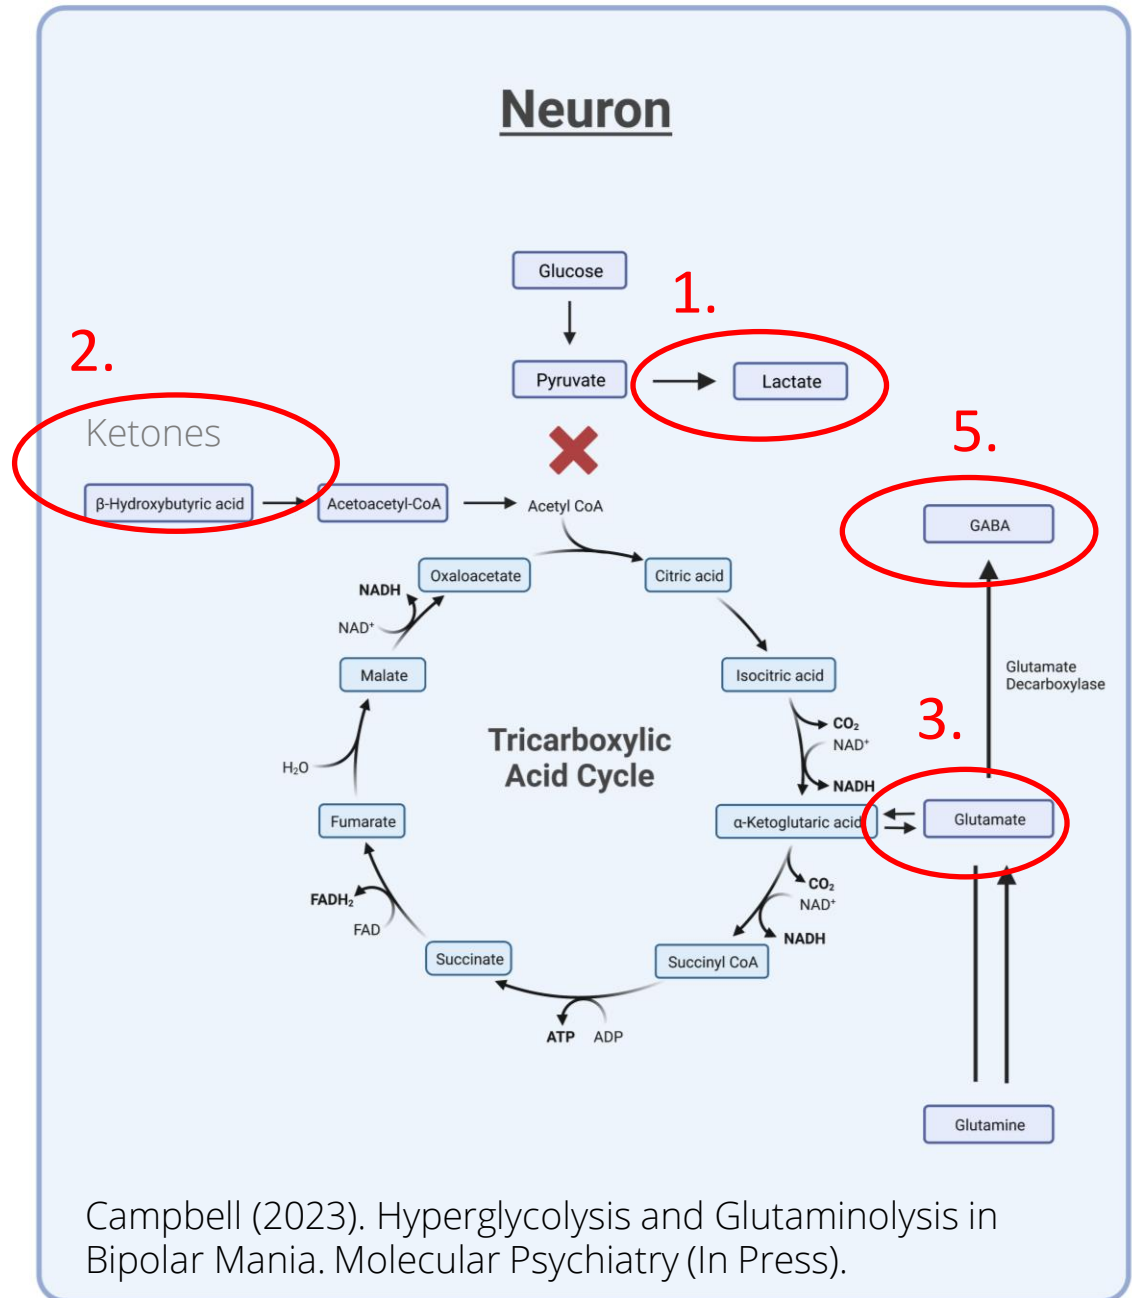 Neuron
Glucose
1.
Pyruvate
Lactate
2.
Ketones
5.
β-Hydroxybutyric acid
Acetoacetyl-CoA
Acetyl CoA
GABA
Oxaloacetate
Citric acid
NADH
NAD⁺
Malate
Isocitric acid
Glutamate
Decarboxylase
CO₂
NAD⁺
NADH
3.
Tricarboxylic
Acid Cycle
H₂O
Fumarate
α-Ketoglutaric acid
Glutamate
CO₂
NAD⁺
NADH
FADH₂
FAD
Succinate
Succinyl CoA
ATP
ADP
Glutamine
Campbell (2023). Hyperglycolysis and Glutaminolysis in
Bipolar Mania. Molecular Psychiatry (In Press).